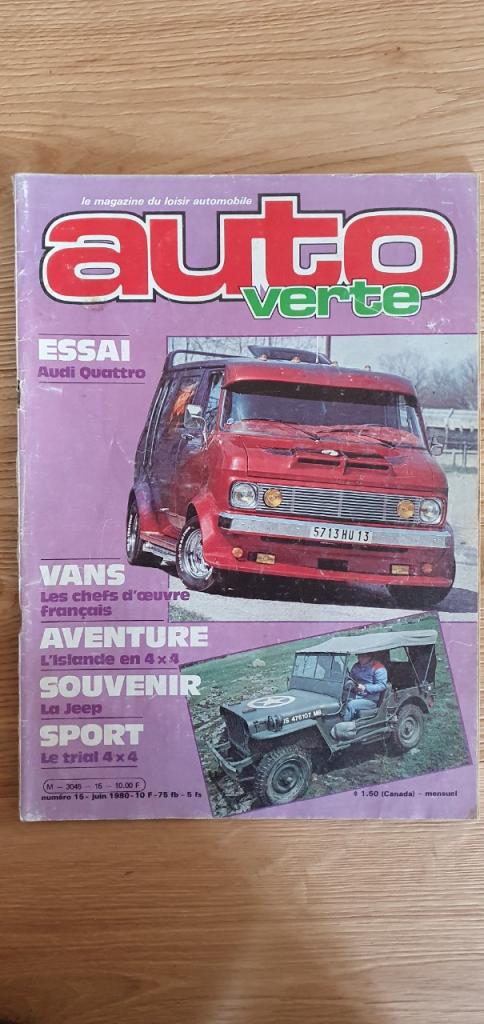 le magazine du loisir automobile
auto
verte
ESSAI
Audi Quattro
5713 HU 13
VANS
Les chefs d'œuvre
français
AVENTURE
L'Islande en 4×4
SOUVENIR
La Jeep
SPORT
Le trial 4×4
M - 3045 - 15 - 10.00 F
numéro 15 - juin 1980 - 10 F - 75 fb - 5 fs
$ 1.50 (Canada) - mensuel